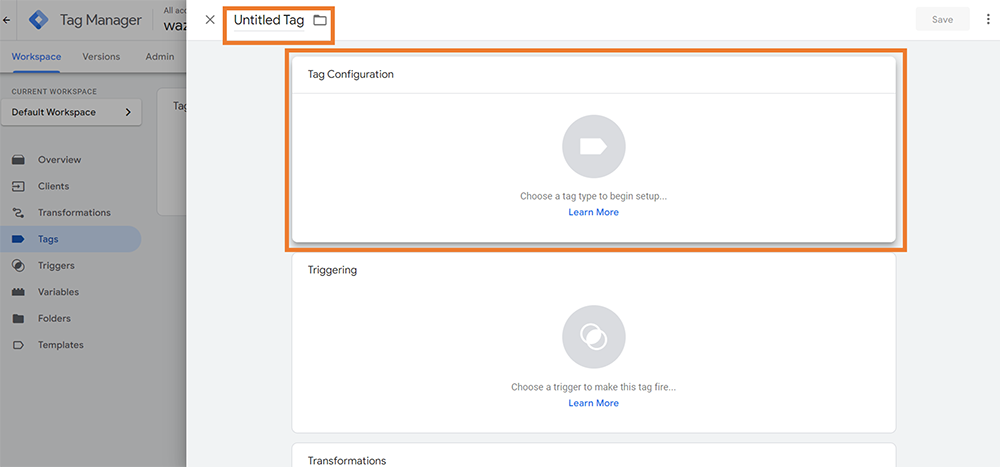 Tag Manager
All acco
waz
Untitled Tag
Save
Workspace
Versions
Admin
CURRENT WORKSPACE
Default Workspace
Tag
Overview
Clients
Transformations
Tags
Triggers
Variables
Folders
Templates
Tag Configuration
Choose a tag type to begin setup...
Learn More
Triggering
Choose a trigger to make this tag fire...
Learn More
Transformations